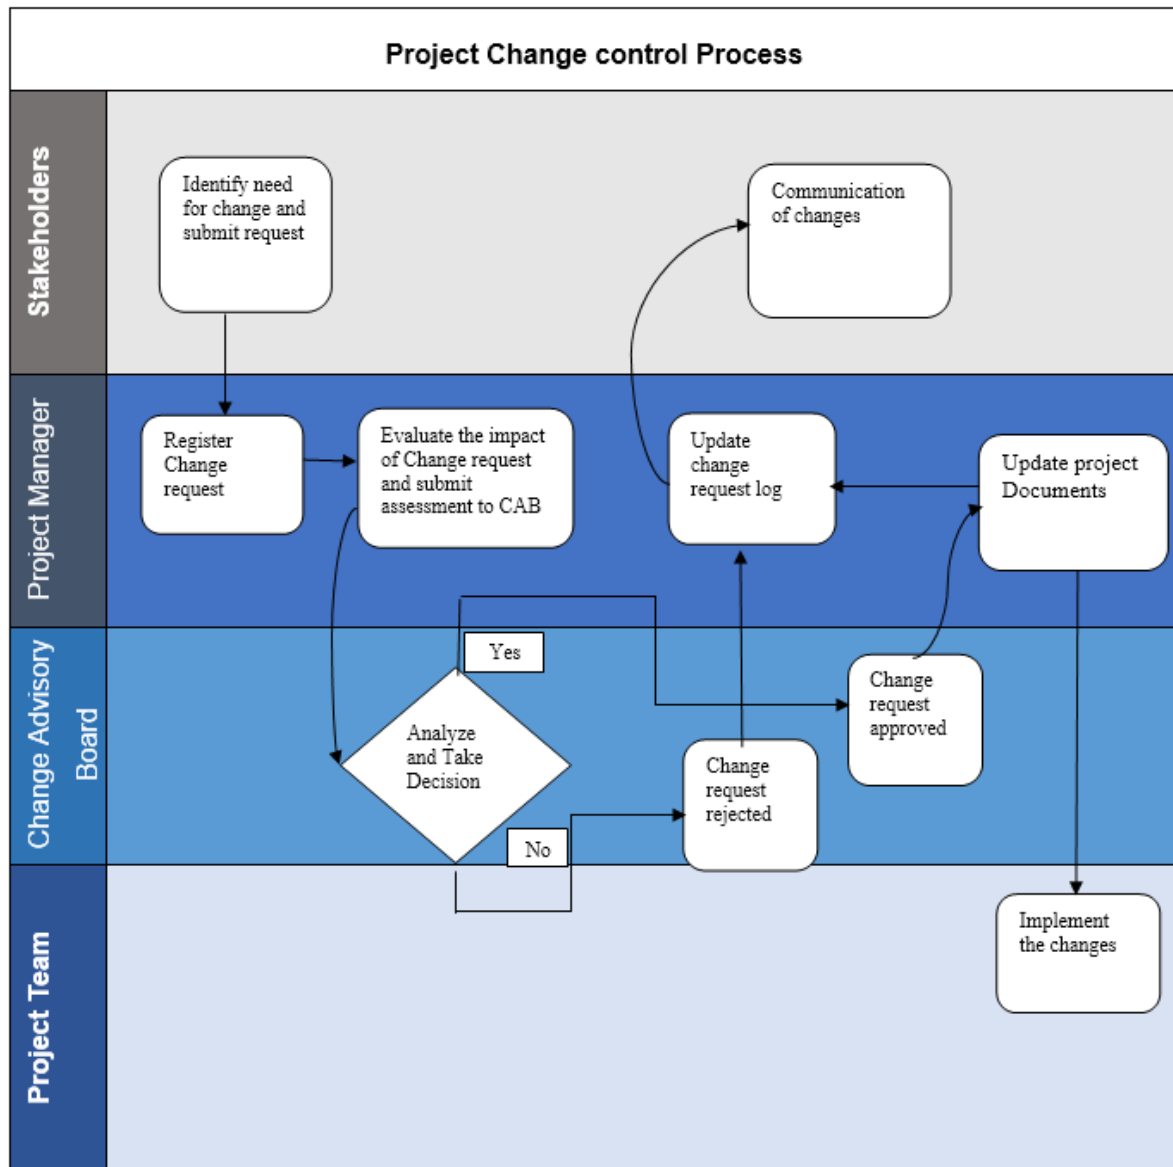 Project Change control Process
Stakeholders
Identify need
for change and
submit request
Communication
of changes
Project Manager
Register
Change
request
Evaluate the impact
of Change request
and submit
assessment to CAB
Update
change
request log
Update project
Documents
Change Advisory
Board
Yes
Analyze
and Take
Decision
No
Change
request
rejected
Change
request
approved
Project Team
Implement
the changes